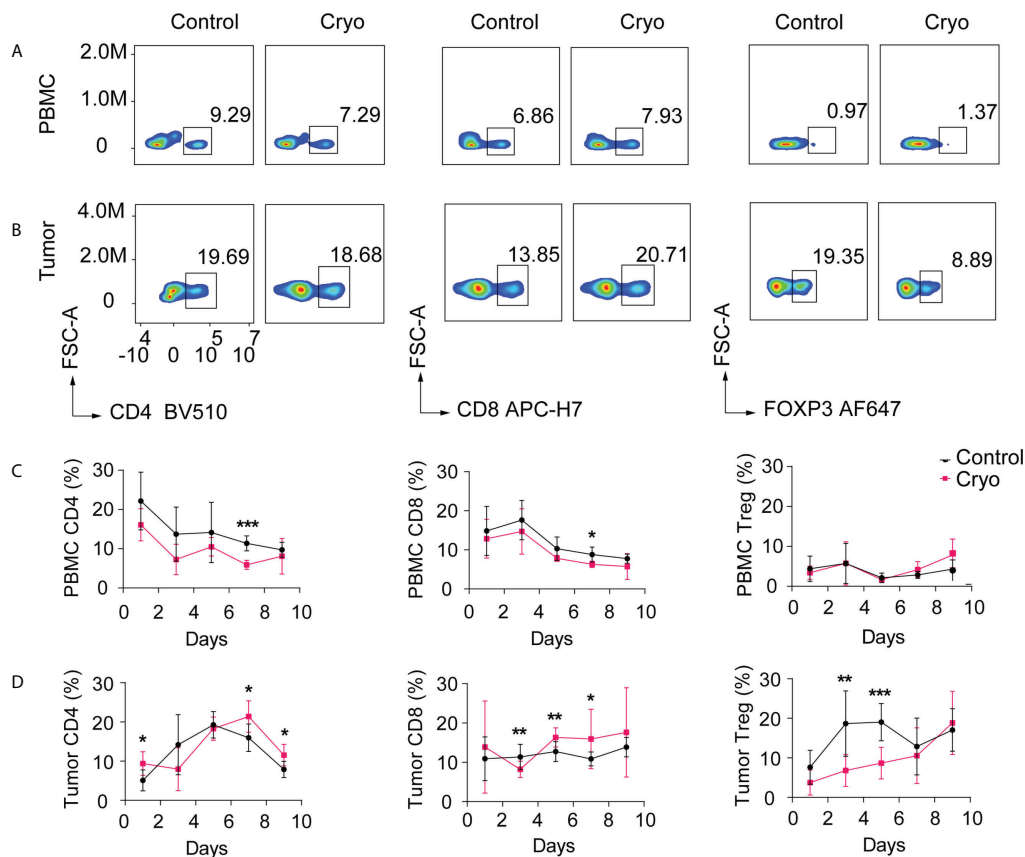 Control Cryo Control Cryo Control Cryo
A
PBMC
2.0M
1.0M
0
9.29 7.29 6.86 7.93 0.97 1.37
B
Tumor
4.0M
2.0M
0
19.69 18.68 13.85 20.71 19.35 8.89
-10 4 0 10 5 10 7
FSC-A FSC-A FSC-A
CD4 BV510 CD8 APC-H7 FOXP3 AF647
C
PBMC CD4 (%)
30
20
10
0
***
0 2 4 6 8 10
Days
PBMC CD8 (%)
30
20
10
0
*
0 2 4 6 8 10
Days
PBMC Treg (%)
30
20
10
0
Control
Cryo
0 2 4 6 8 10
Days
D
Tumor CD4 (%)
30
20
10
0
* * *
0 2 4 6 8 10
Days
Tumor CD8 (%)
30
20
10
0
** ** *
0 2 4 6 8 10
Days
Tumor Treg (%)
30
20
10
0
** ***
0 2 4 6 8 10
Days